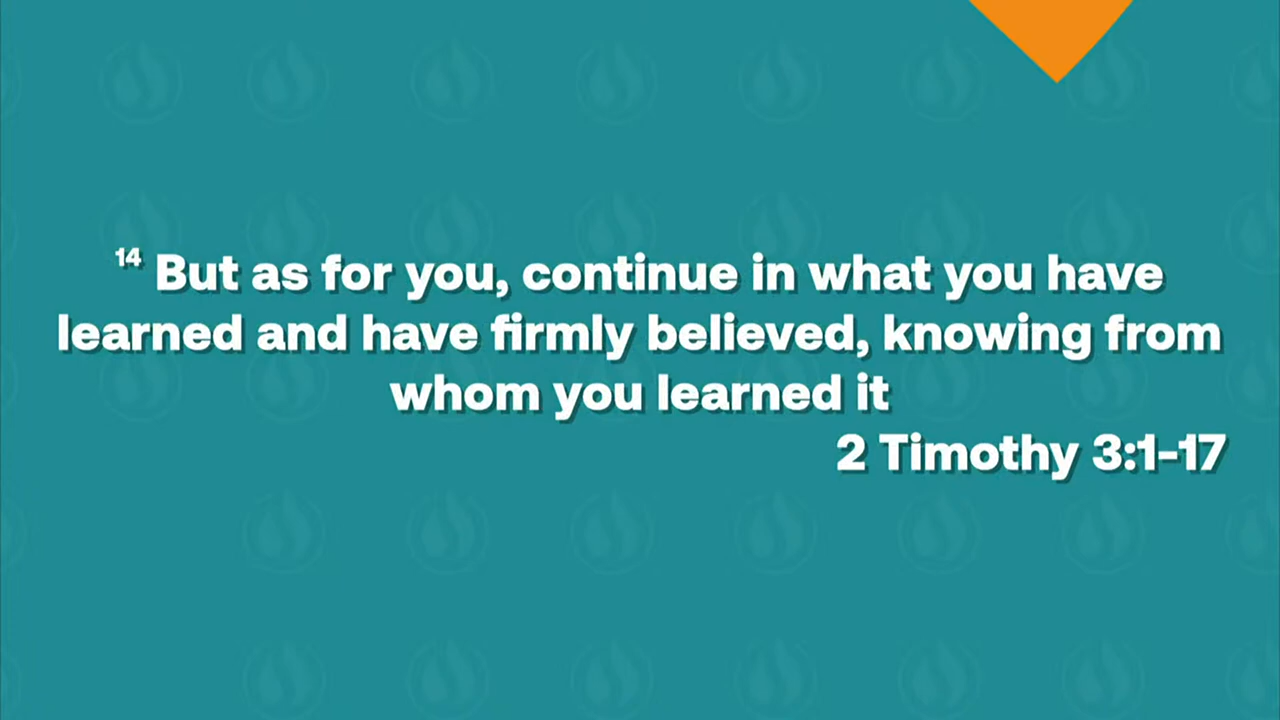 14 But as for you, continue in what you have
learned and have firmly believed, knowing from
whom you learned it
2 Timothy 3:1-17